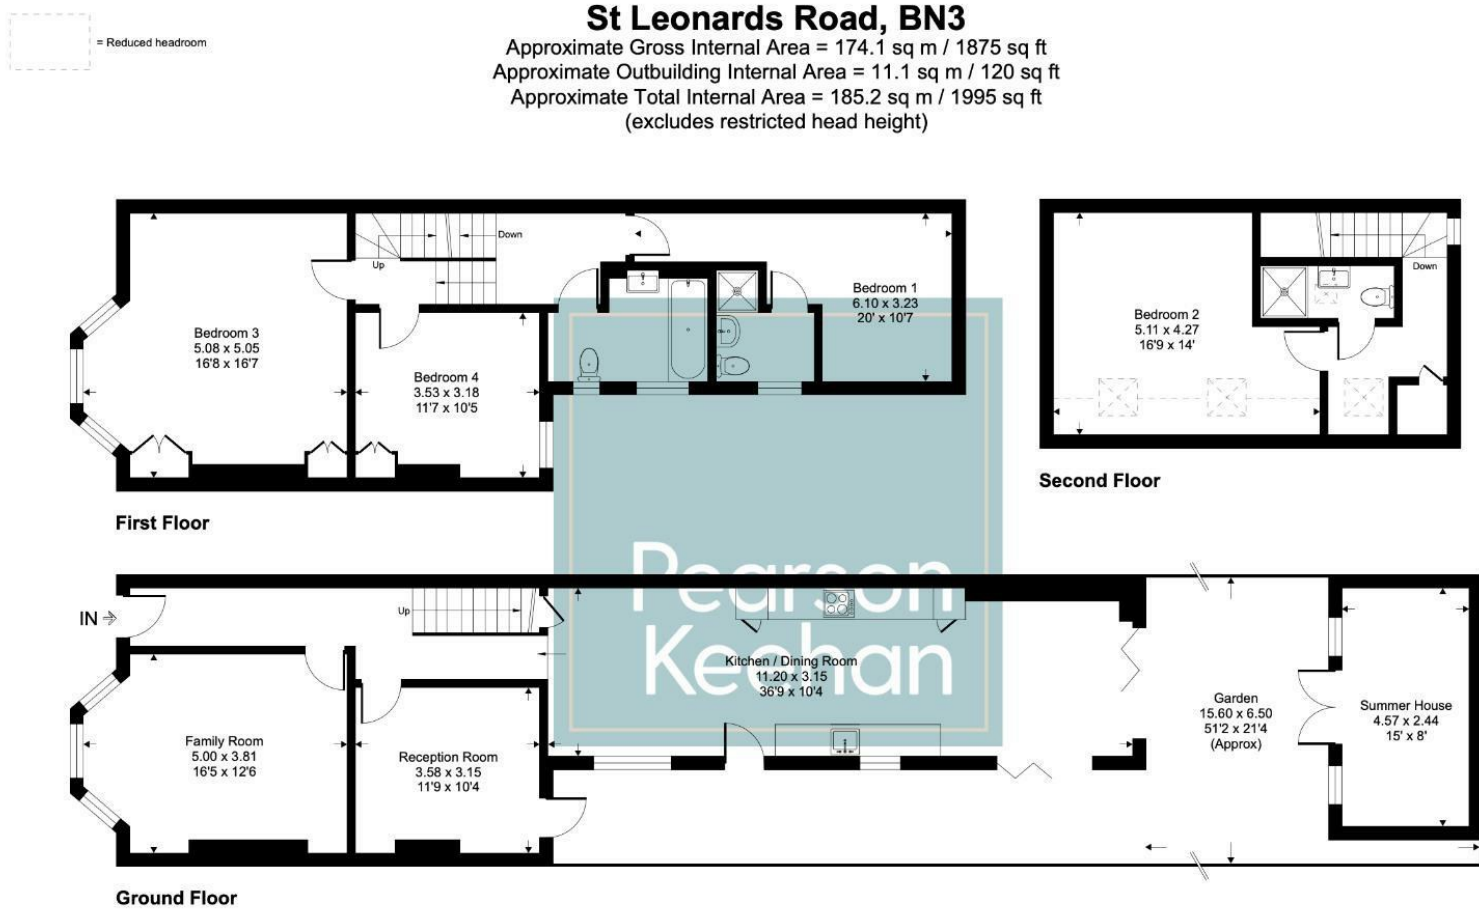 St Leonards Road, BN3
Approximate Gross Internal Area = 174.1 sq m / 1875 sq ft
Approximate Outbuilding Internal Area = 11.1 sq m / 120 sq ft
Approximate Total Internal Area = 185.2 sq m / 1995 sq ft
(excludes restricted head height)
= Reduced headroom
Down
Up
Bedroom 3
5.08 x 5.05
16'8 x 16'7
Bedroom 4
3.53 x 3.18
11'7 x 10'5
Bedroom 1
6.10 x 3.23
20' x 10'7
First Floor
Down
Bedroom 2
5.11 x 4.27
16'9 x 14'
Second Floor
Pearson
Keehan
IN
Up
Family Room
5.00 x 3.81
16'5 x 12'6
Reception Room
3.58 x 3.15
11'9 x 10'4
Kitchen / Dining Room
11.20 x 3.15
36'9 x 10'4
Garden
15.60 x 6.50
51'2 x 21'4
(Approx)
Summer House
4.57 x 2.44
15' x 8'
Ground Floor